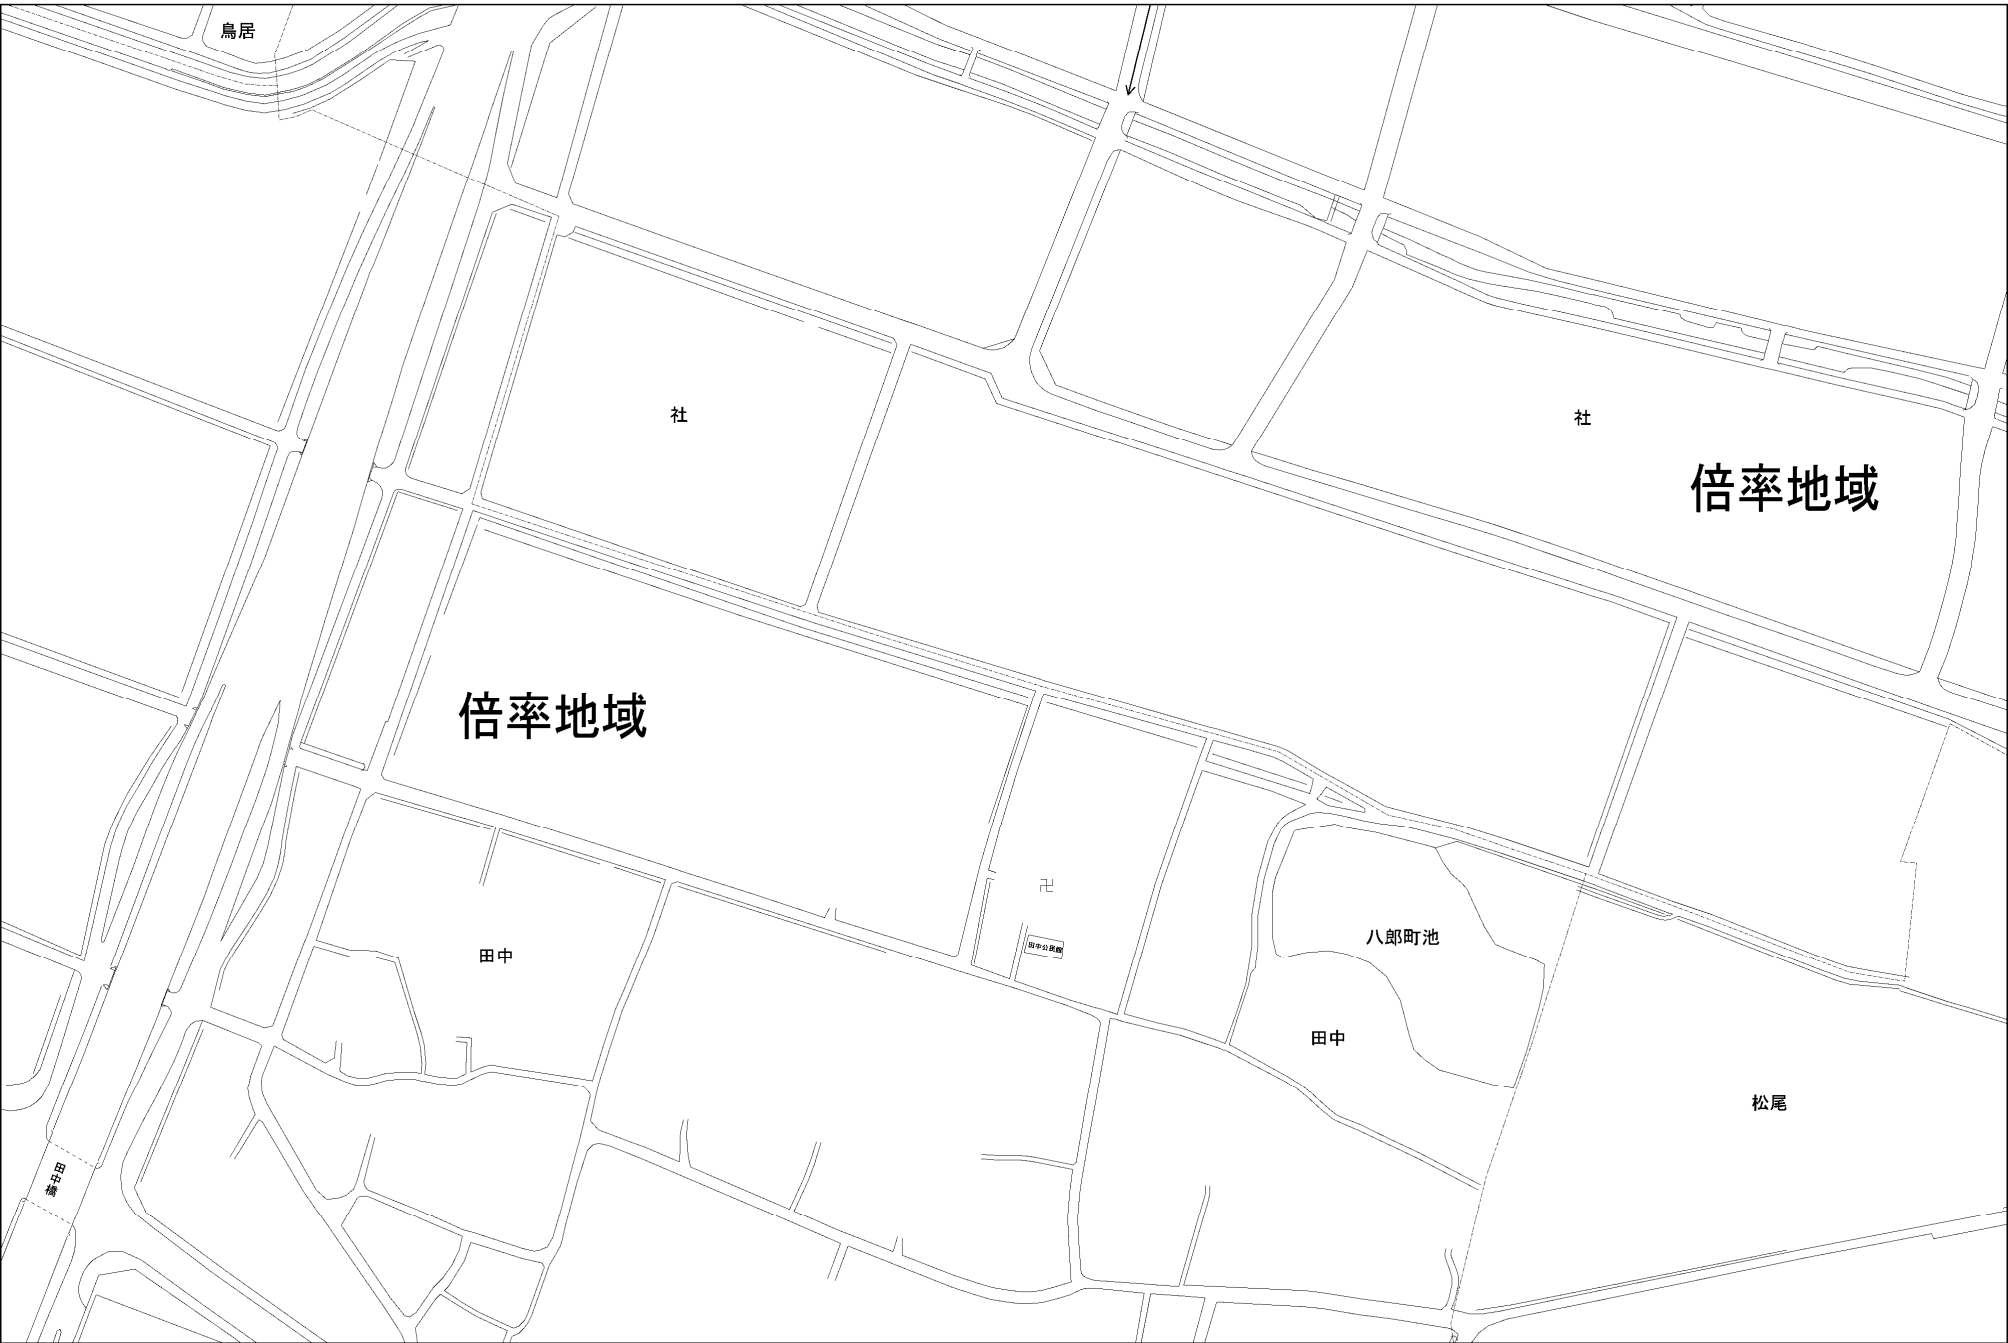 鳥居
社
社
倍率地域
倍率地域
卍
八郎町池
田中公民館
田中
田中
松尾
田中橋